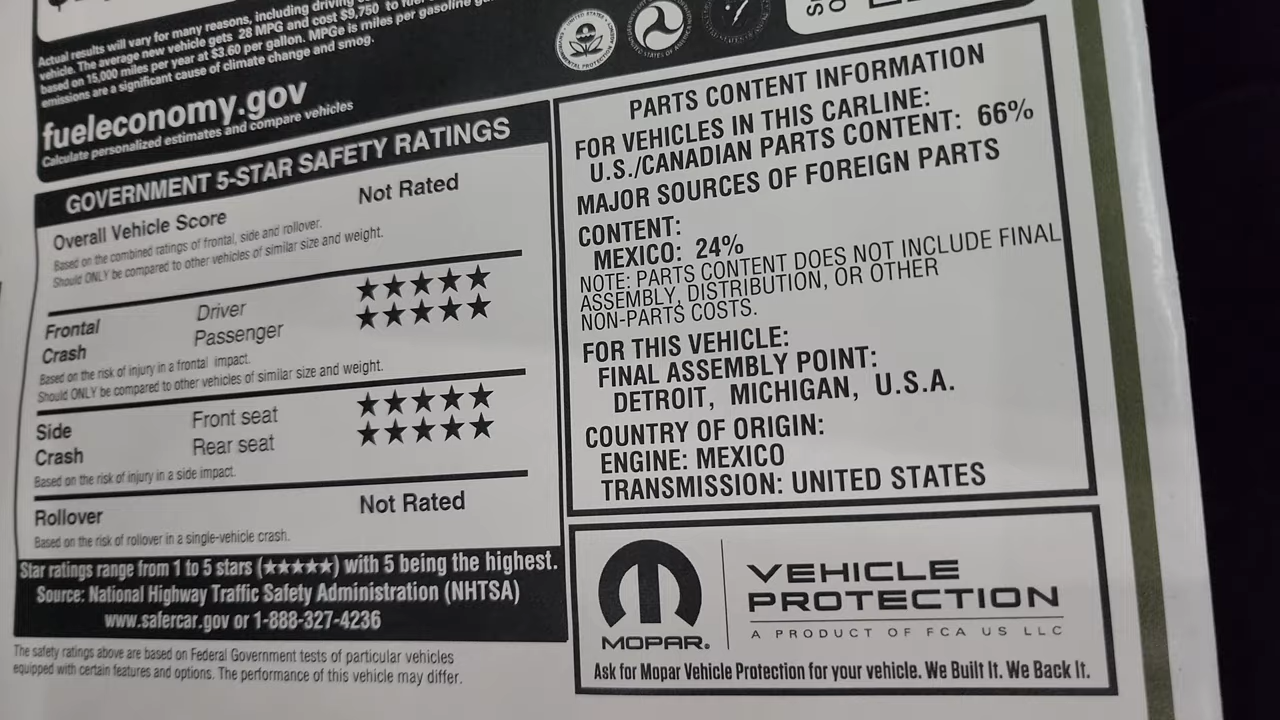 Actual results will vary for many reasons, including driving
vehicle. The average new vehicle gets 28 MPG and cost $9,750 to fuel
based on 15,000 miles per year at $3.60 per gallon. MPGe is miles per gasoline
emissions are a significant cause of climate change and smog.
fueleconomy.gov
Calculate personalized estimates and compare vehicles
GOVERNMENT 5-STAR SAFETY RATINGS
Overall Vehicle Score Not Rated
Based on the combined ratings of frontal, side and rollover.
Should ONLY be compared to other vehicles of similar size and weight.
Frontal Driver ★★★★★
Crash Passenger ★★★★★
Based on the risk of injury in a frontal impact.
Should ONLY be compared to other vehicles of similar size and weight.
Side Front seat ★★★★★
Crash Rear seat ★★★★★
Based on the risk of injury in a side impact.
Rollover Not Rated
Based on the risk of rollover in a single-vehicle crash.
Star ratings range from 1 to 5 stars (★★★★★) with 5 being the highest.
Source: National Highway Traffic Safety Administration (NHTSA)
www.safercar.gov or 1-888-327-4236
The safety ratings above are based on Federal Government tests of particular vehicles
equipped with certain features and options. The performance of this vehicle may differ.
PARTS CONTENT INFORMATION
FOR VEHICLES IN THIS CARLINE:
U.S./CANADIAN PARTS CONTENT: 66%
MAJOR SOURCES OF FOREIGN PARTS
CONTENT:
MEXICO: 24%
NOTE: PARTS CONTENT DOES NOT INCLUDE FINAL
ASSEMBLY, DISTRIBUTION, OR OTHER
NON-PARTS COSTS.
FOR THIS VEHICLE:
FINAL ASSEMBLY POINT:
DETROIT, MICHIGAN, U.S.A.
COUNTRY OF ORIGIN:
ENGINE: MEXICO
TRANSMISSION: UNITED STATES
MOPAR.
VEHICLE
PROTECTION
A PRODUCT OF FCA US LLC
Ask for Mopar Vehicle Protection for your vehicle. We Built It. We Back It.